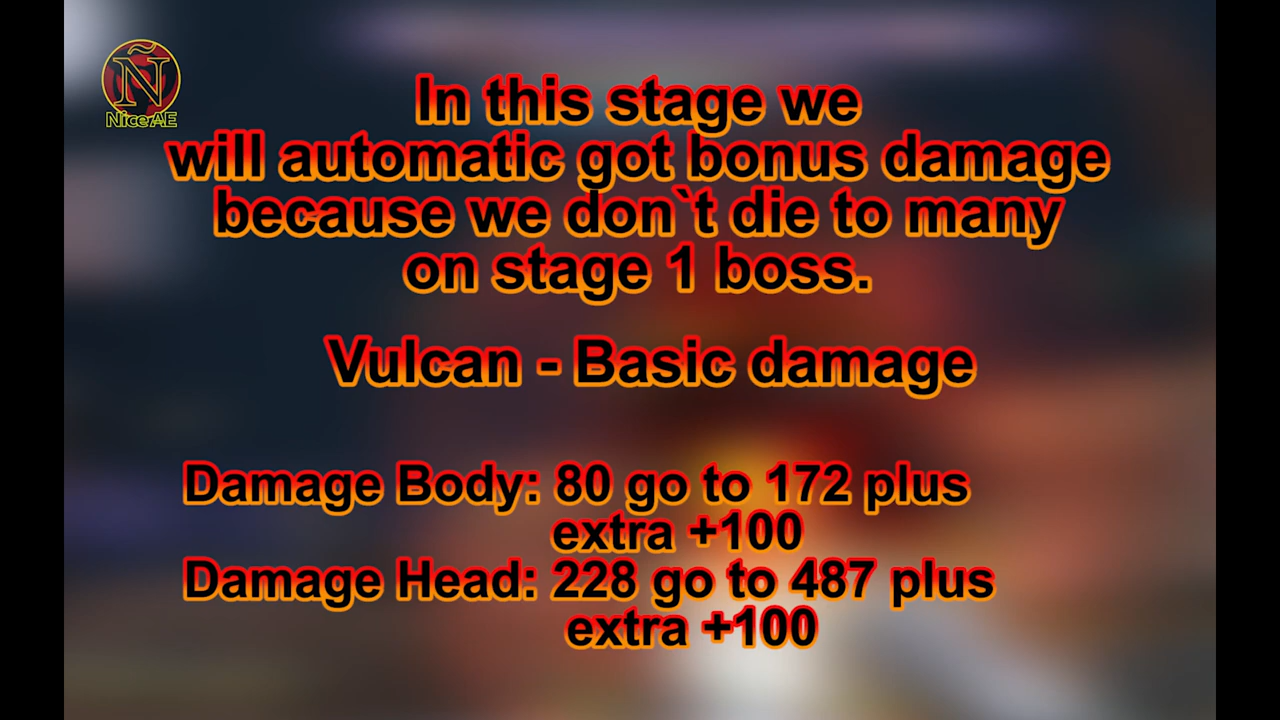 Ñ
Nice AE
In this stage we
will automatic got bonus damage
because we don`t die to many
on stage 1 boss.
Vulcan - Basic damage
Damage Body: 80 go to 172 plus
extra +100
Damage Head: 228 go to 487 plus
extra +100